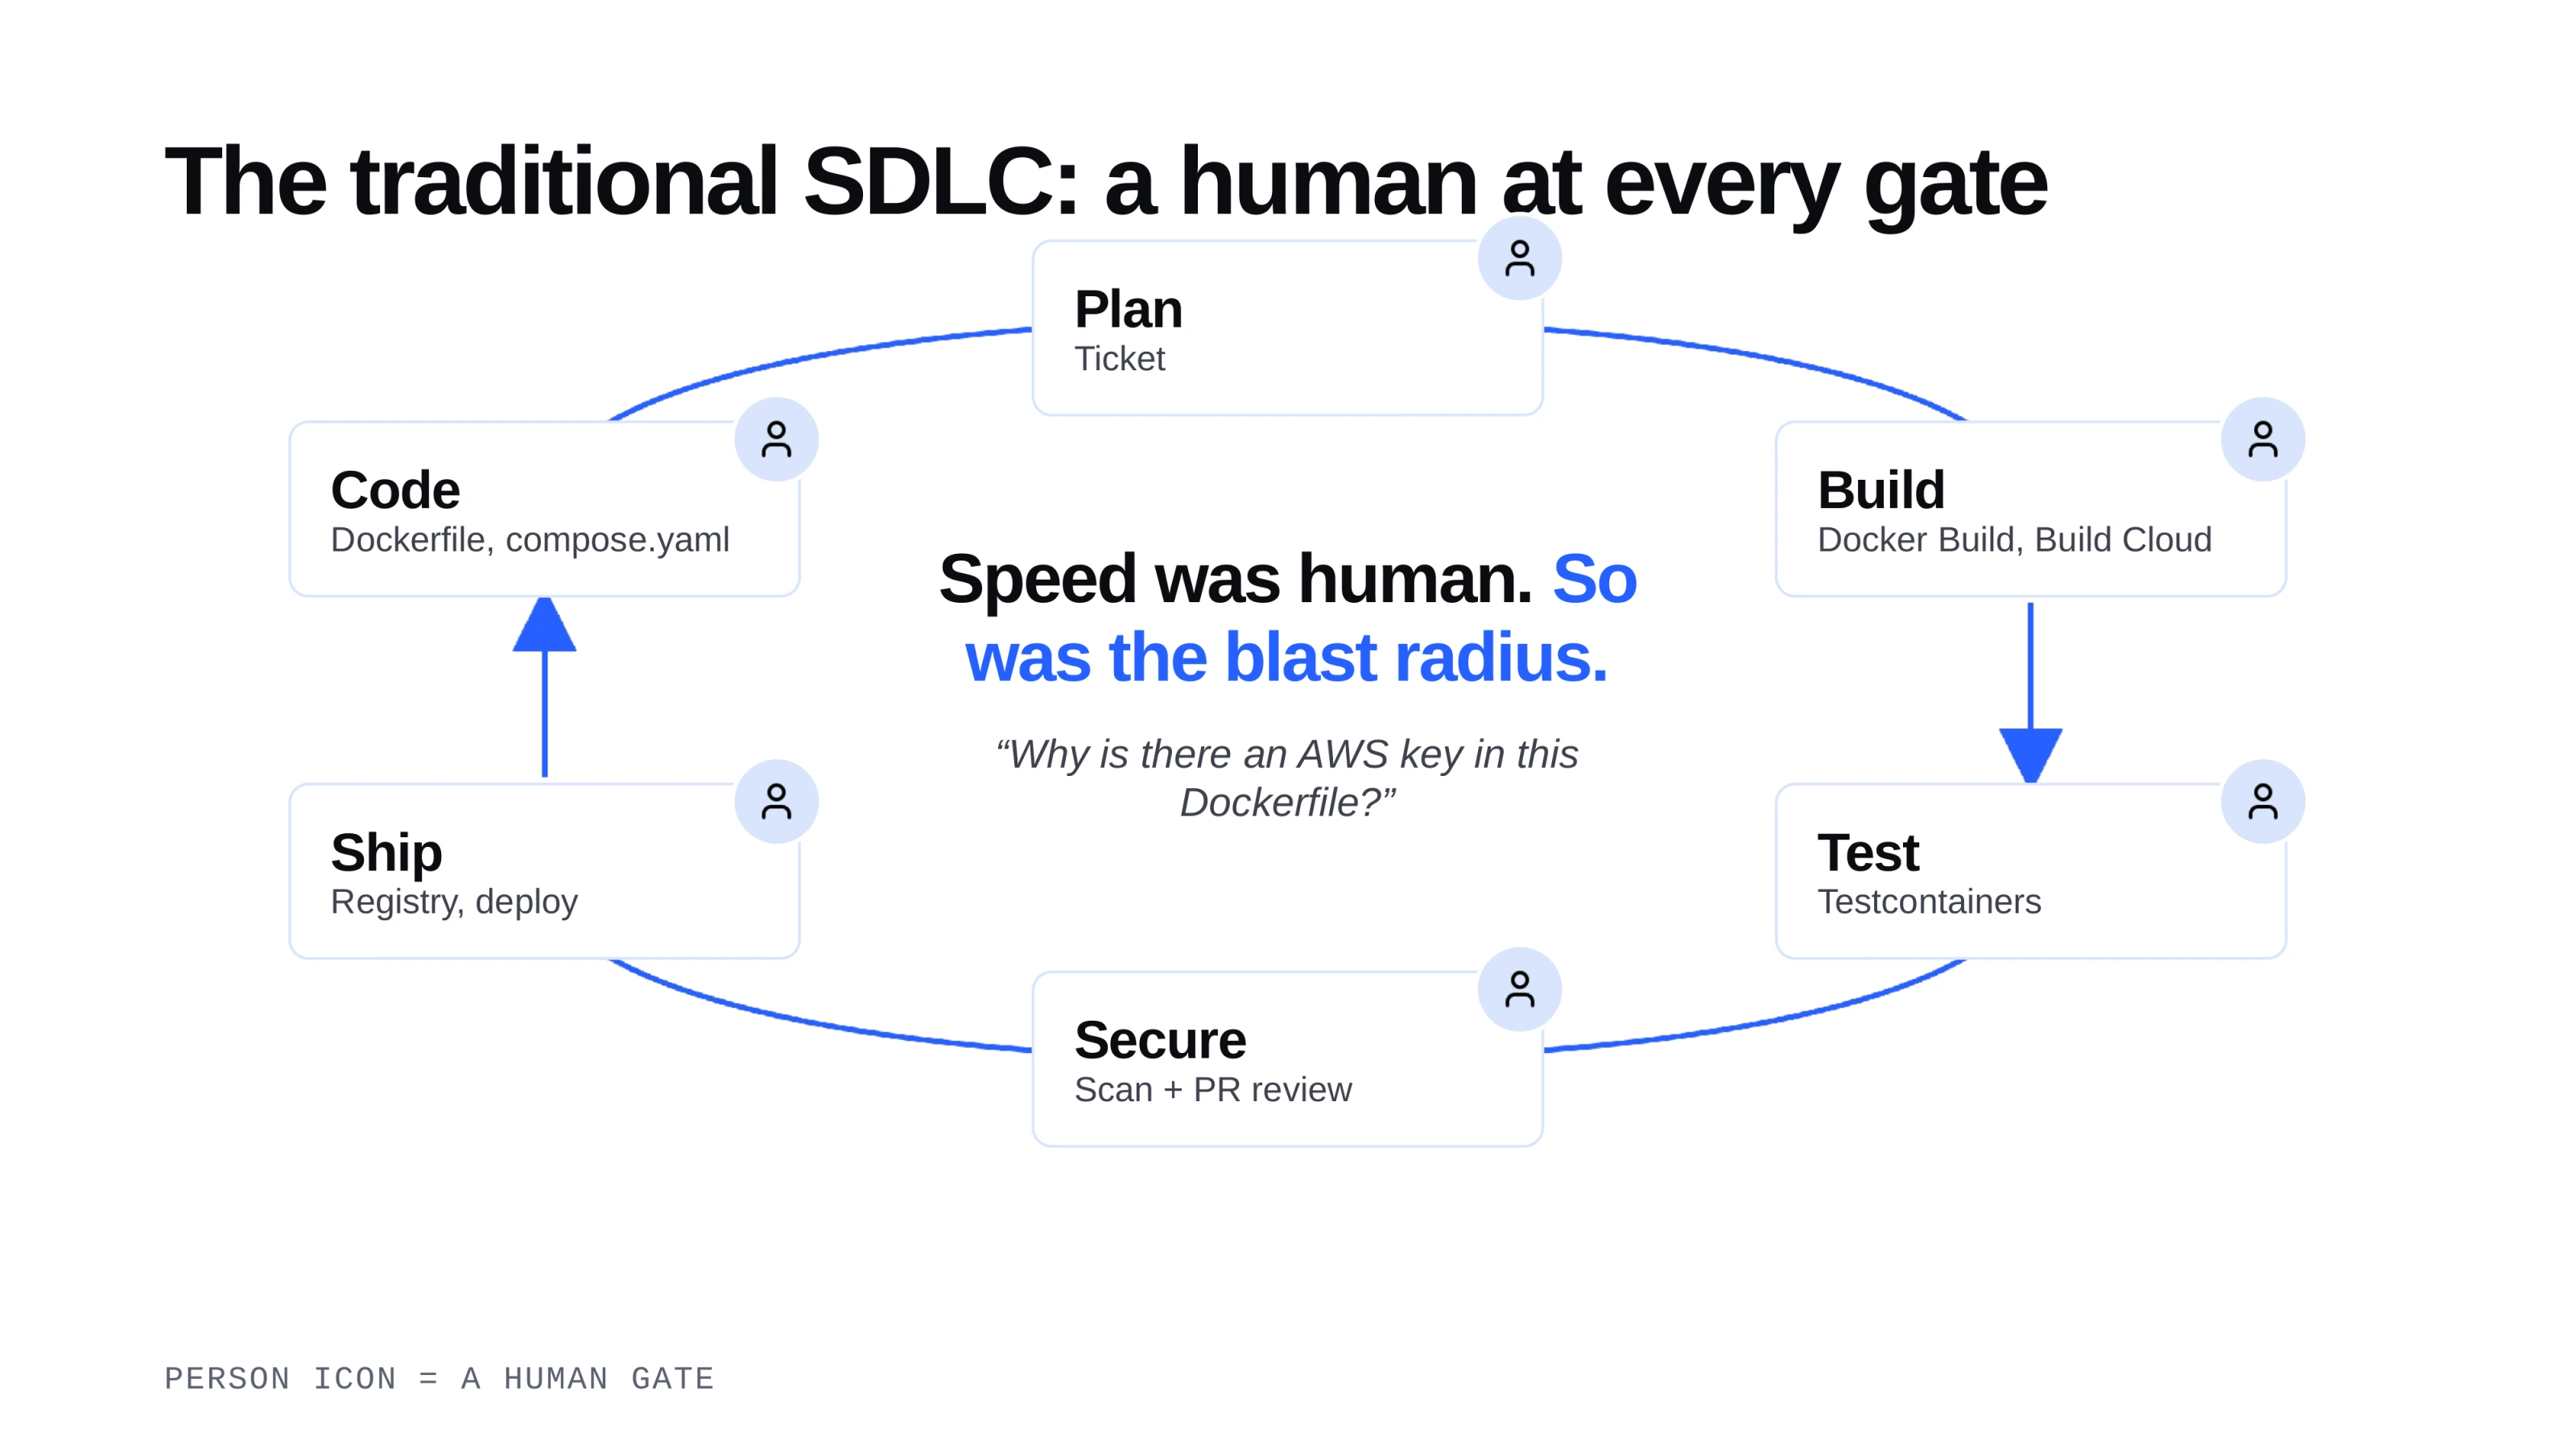 The traditional SDLC: a human at every gate
Plan
Ticket
Code
Dockerfile, compose.yaml
Build
Docker Build, Build Cloud
Speed was human. So
was the blast radius.
“Why is there an AWS key in this
Dockerfile?”
Ship
Registry, deploy
Test
Testcontainers
Secure
Scan + PR review
PERSON ICON = A HUMAN GATE